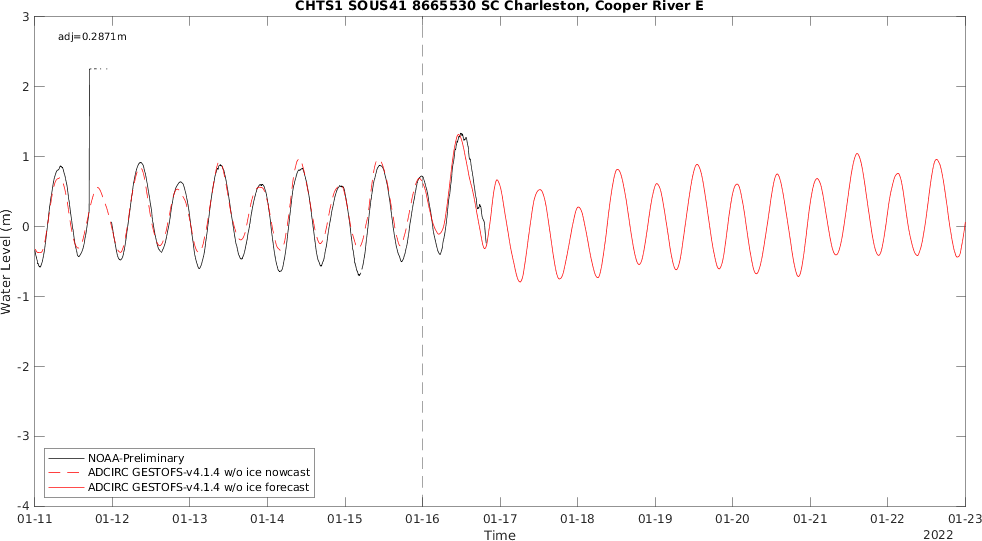 CHTS1 SOUS41 8665530 SC Charleston, Cooper River E
adj=0.2871m
3
2
1
0
-1
-2
-3
-4
Water Level (m)
NOAA-Preliminary
ADCIRC GESTOFS-v4.1.4 w/o ice nowcast
ADCIRC GESTOFS-v4.1.4 w/o ice forecast
01-11 01-12 01-13 01-14 01-15 01-16 01-17 01-18 01-19 01-20 01-21 01-22 01-23
Time
2022